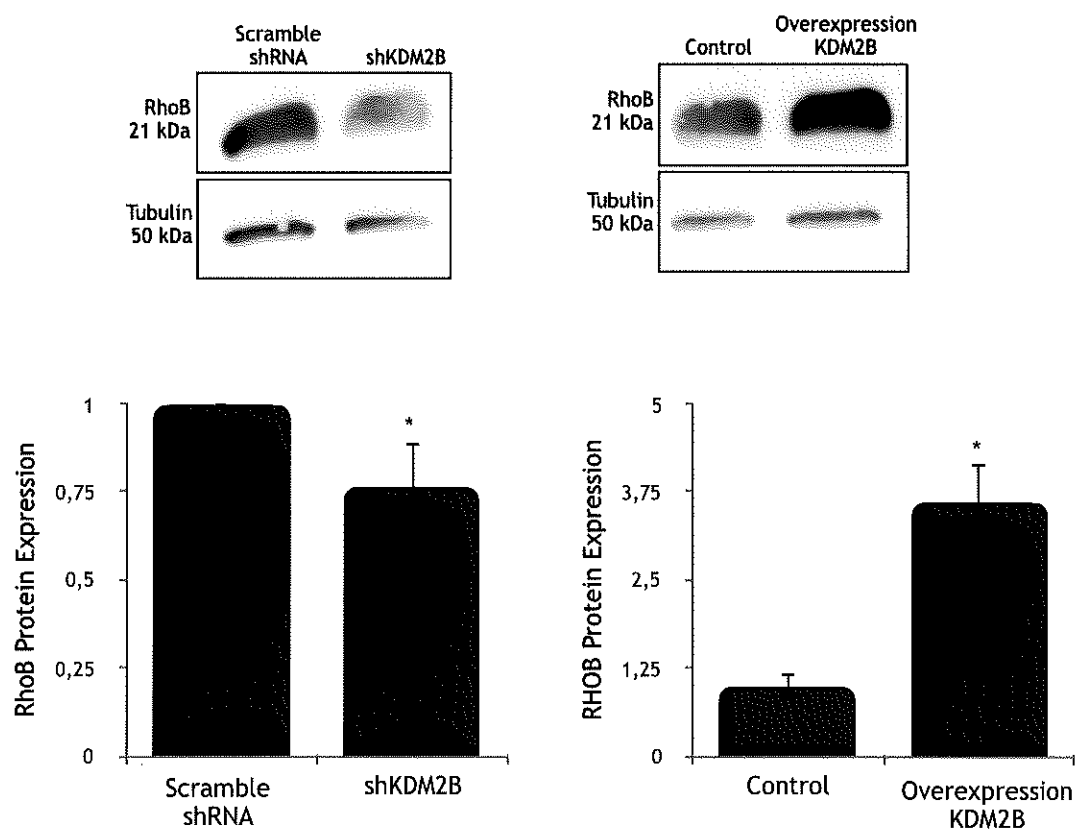 Scramble
shRNA
shKDM2B
RhoB
21 kDa
Tubulin
50 kDa
Control
Overexpression
KDM2B
RhoB
21 kDa
Tubulin
50 kDa
RhoB Protein Expression
1
0,75
0,5
0,25
0
*
Scramble
shRNA
shKDM2B
RHOB Protein Expression
5
3,75
2,5
1,25
0
*
Control
Overexpression
KDM2B